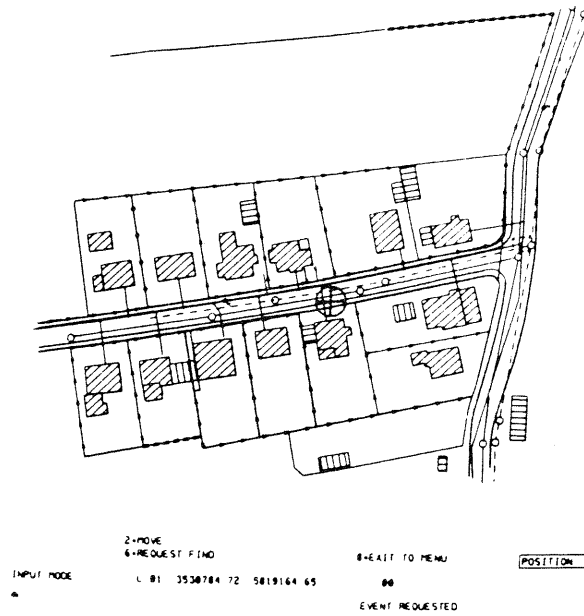 2=MOVE
6=REQUEST FIND
0=EXIT TO MENU
POSITION
INPUT MODE
L 01 3530784 72 5019164 65
00
EVENT REQUESTED